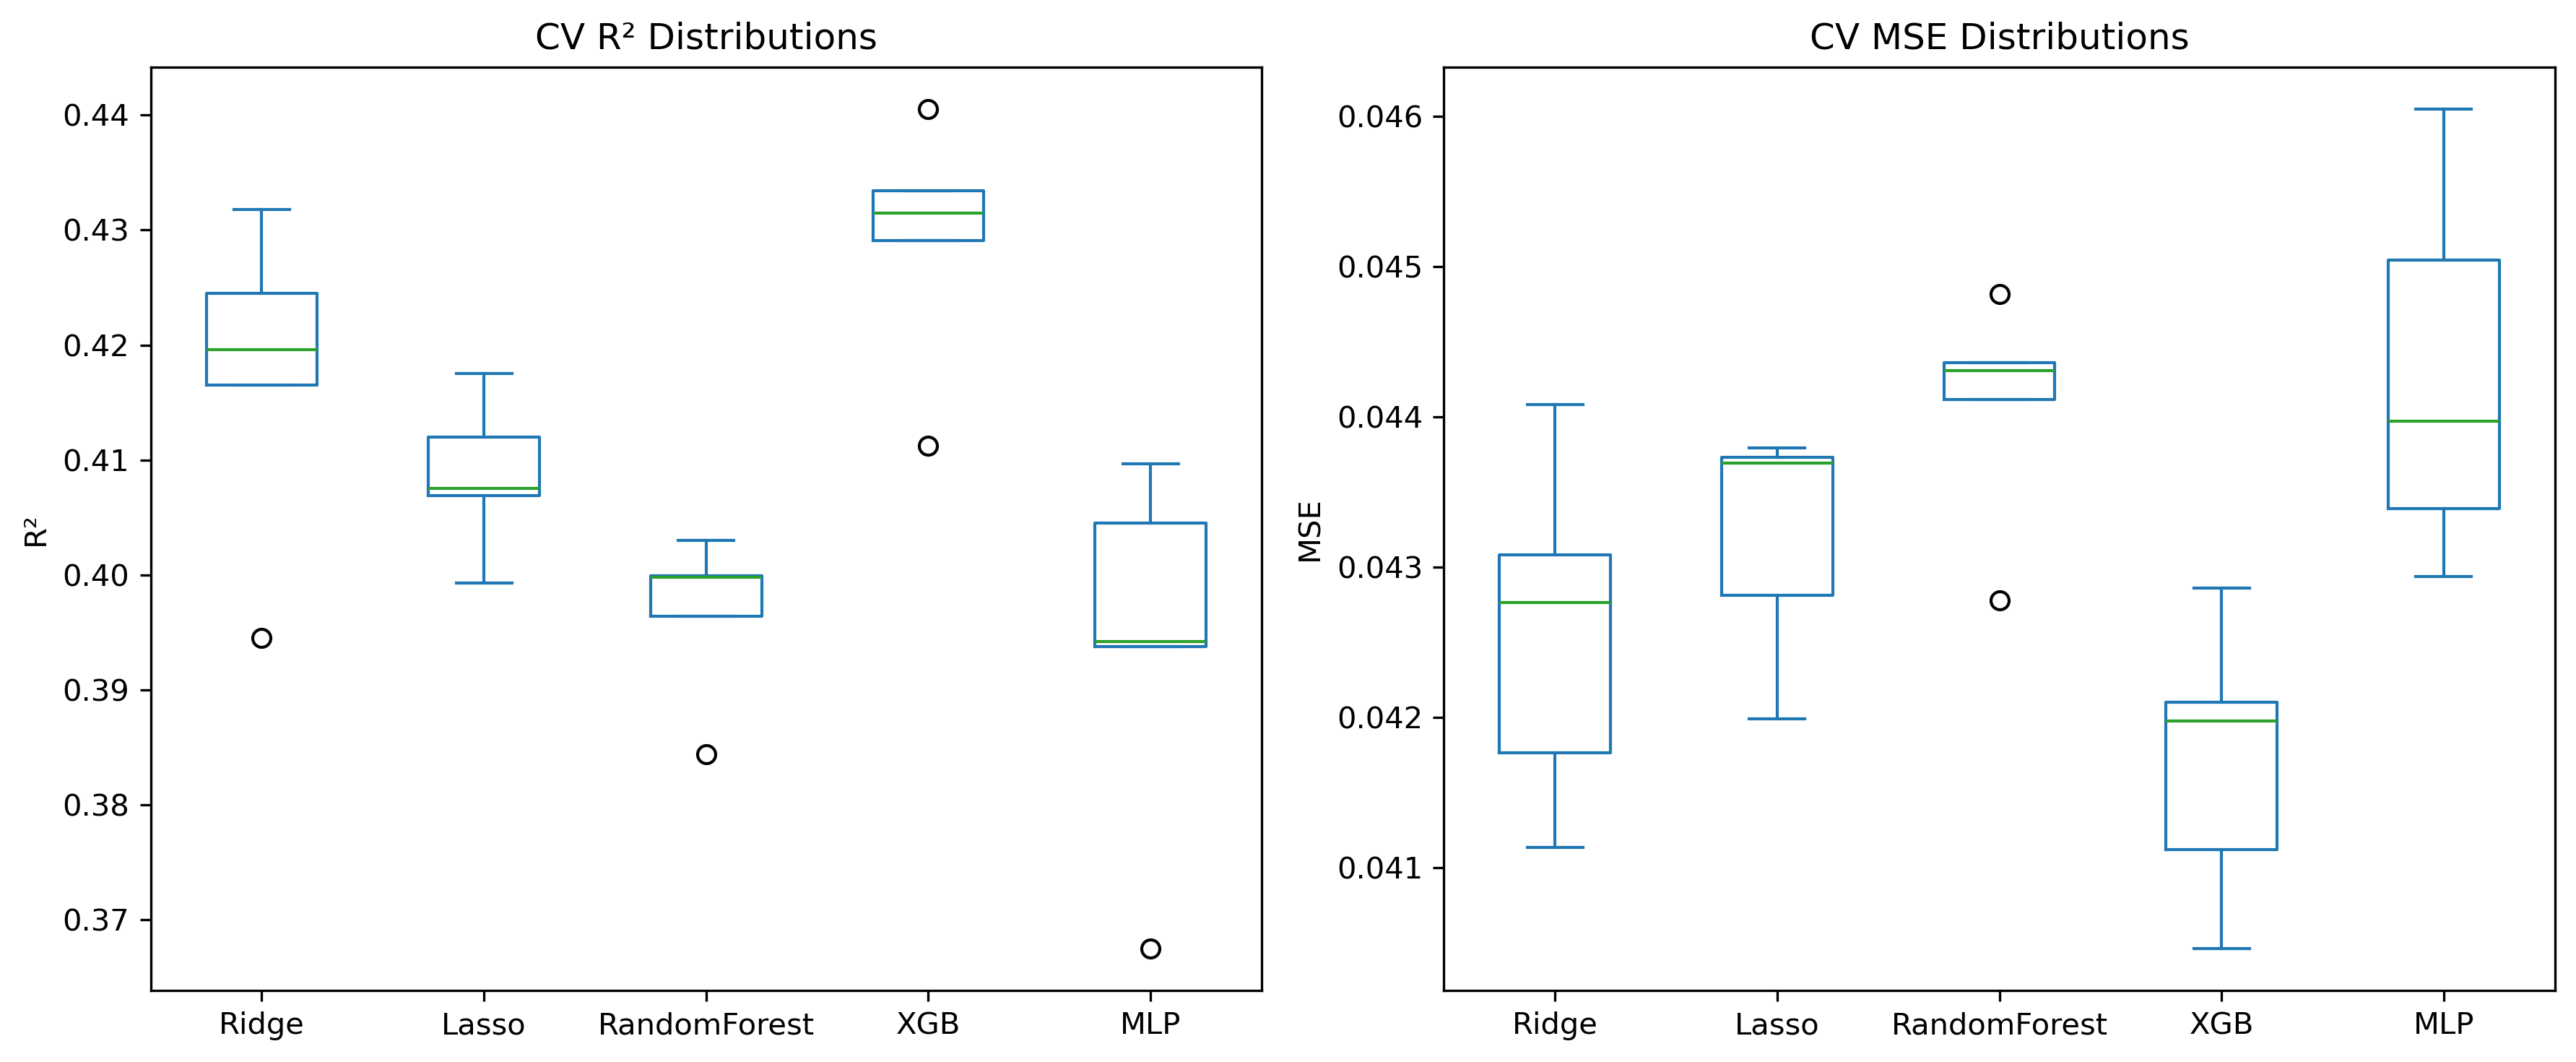 CV R² Distributions
R²
0.44
0.43
0.42
0.41
0.40
0.39
0.38
0.37
Ridge Lasso RandomForest XGB MLP
CV MSE Distributions
MSE
0.046
0.045
0.044
0.043
0.042
0.041
Ridge Lasso RandomForest XGB MLP